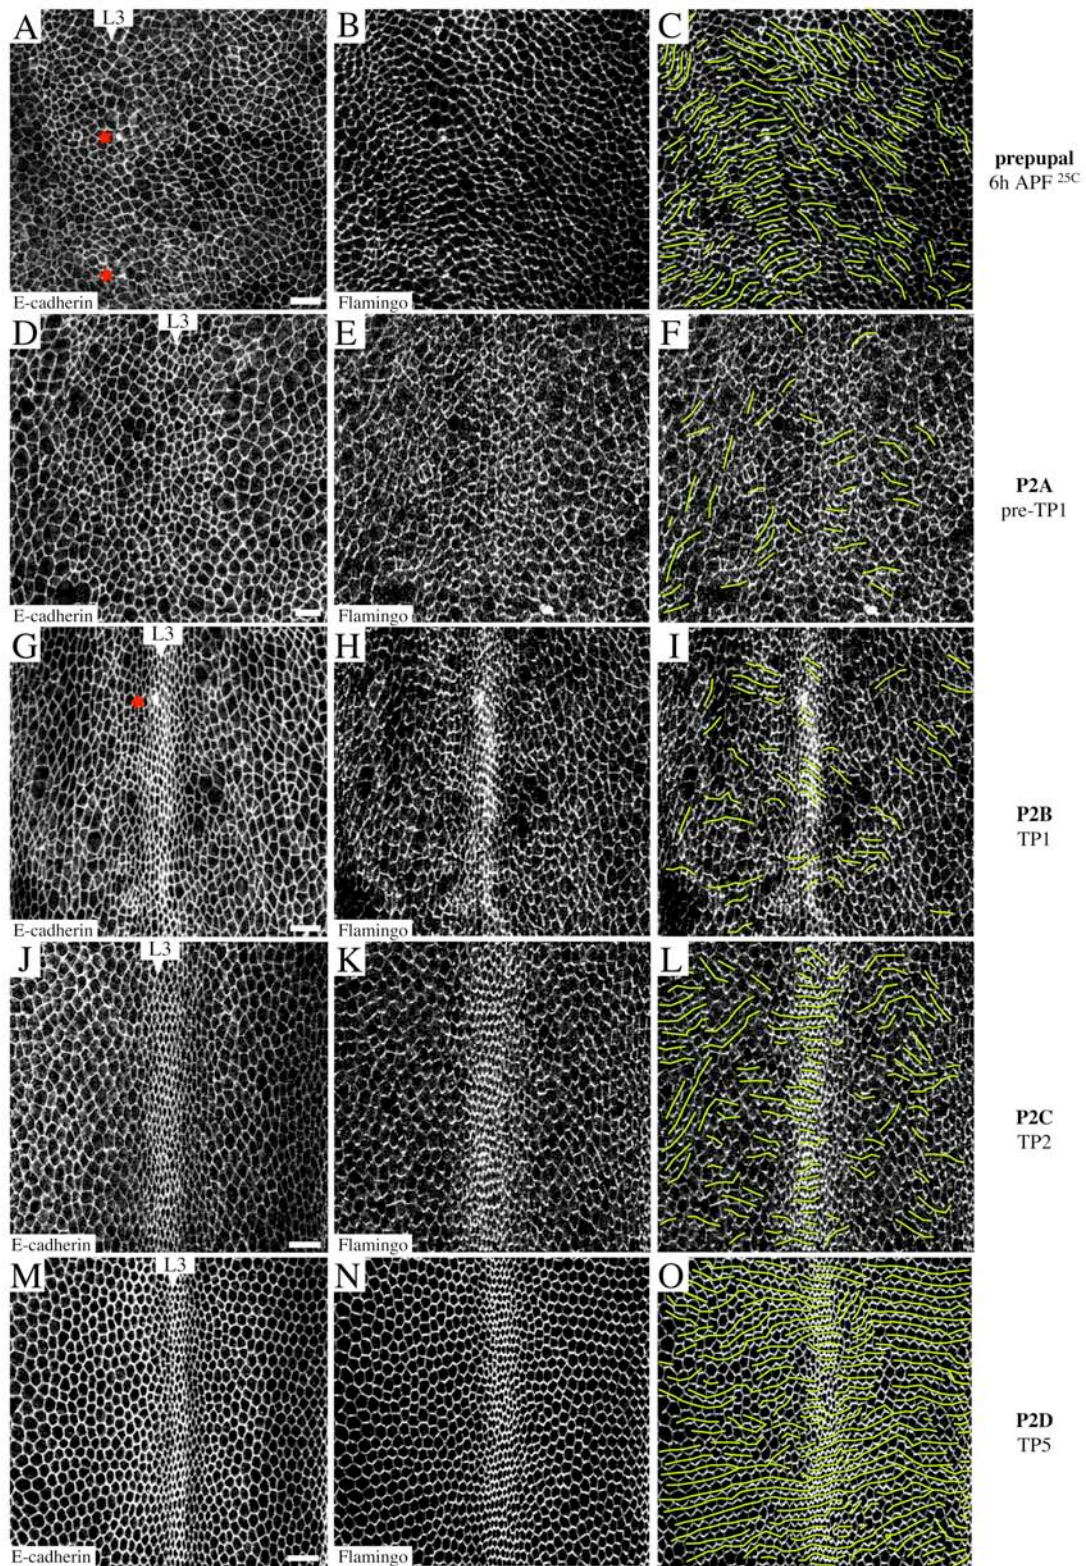 A
L3
B
C
E-cadherin
Flamingo
prepupal
6h APF 25C
D
L3
E
F
E-cadherin
Flamingo
P2A
pre-TP1
G
L3
H
I
E-cadherin
Flamingo
P2B
TP1
J
L3
K
L
E-cadherin
Flamingo
P2C
TP2
M
L3
N
O
E-cadherin
Flamingo
P2D
TP5